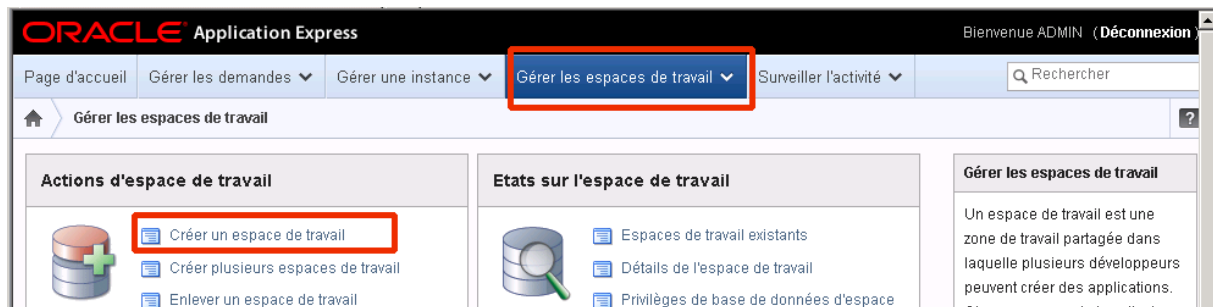 ORACLE Application Express
Bienvenue ADMIN (Déconnexion)
Page d'accueil Gérer les demandes Gérer une instance Gérer les espaces de travail Surveiller l'activité Rechercher
Gérer les espaces de travail ?
Actions d'espace de travail
Créer un espace de travail
Créer plusieurs espaces de travail
Enlever un espace de travail
Etats sur l'espace de travail
Espaces de travail existants
Détails de l'espace de travail
Privilèges de base de données d'espace
Gérer les espaces de travail
Un espace de travail est une
zone de travail partagée dans
laquelle plusieurs développeurs
peuvent créer des applications.